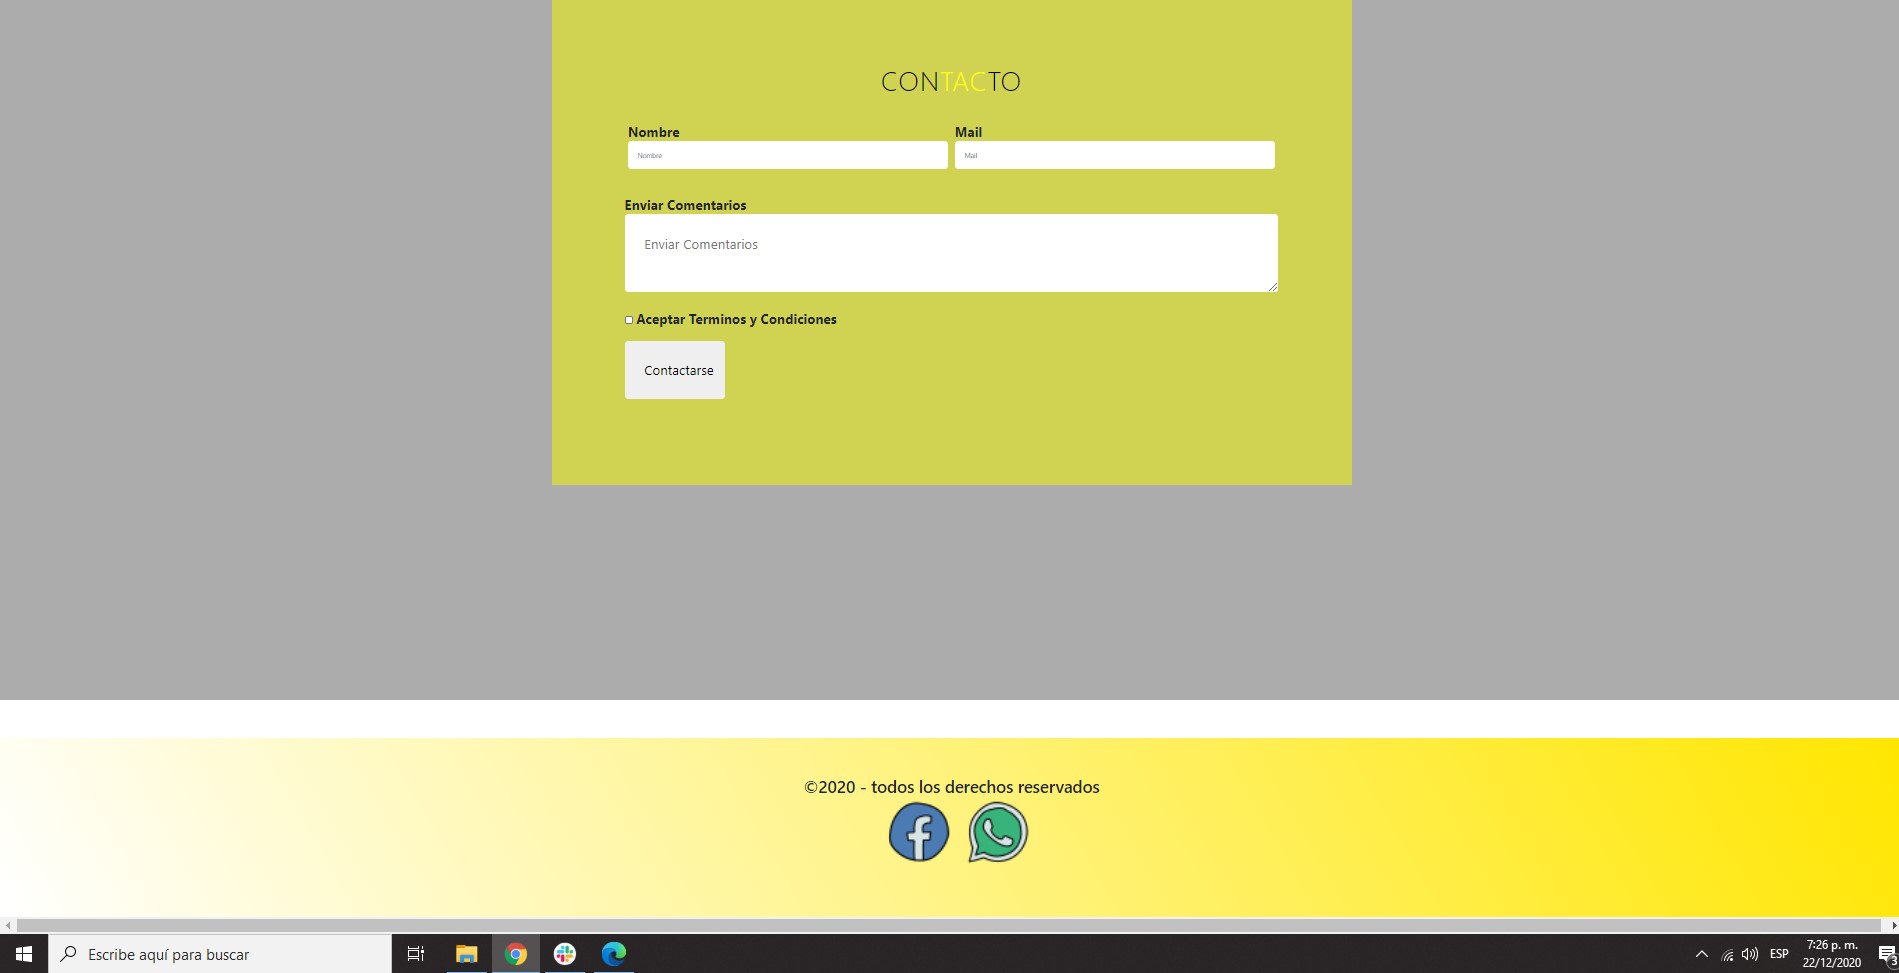 CONTACTO
Nombre Mail
Nombre Mail
Enviar Comentarios
Enviar Comentarios
Aceptar Terminos y Condiciones
Contactarse
©2020 - todos los derechos reservados
Escribe aquí para buscar
ESP
7:26 p. m.
22/12/2020
3